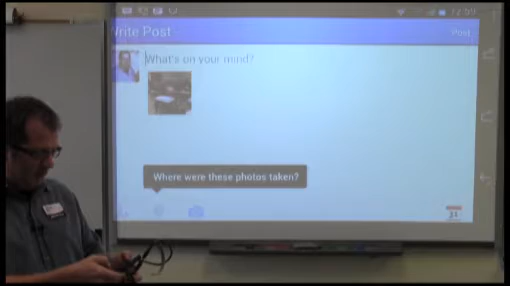 Write Post
Post
What's on your mind?
Where were these photos taken?